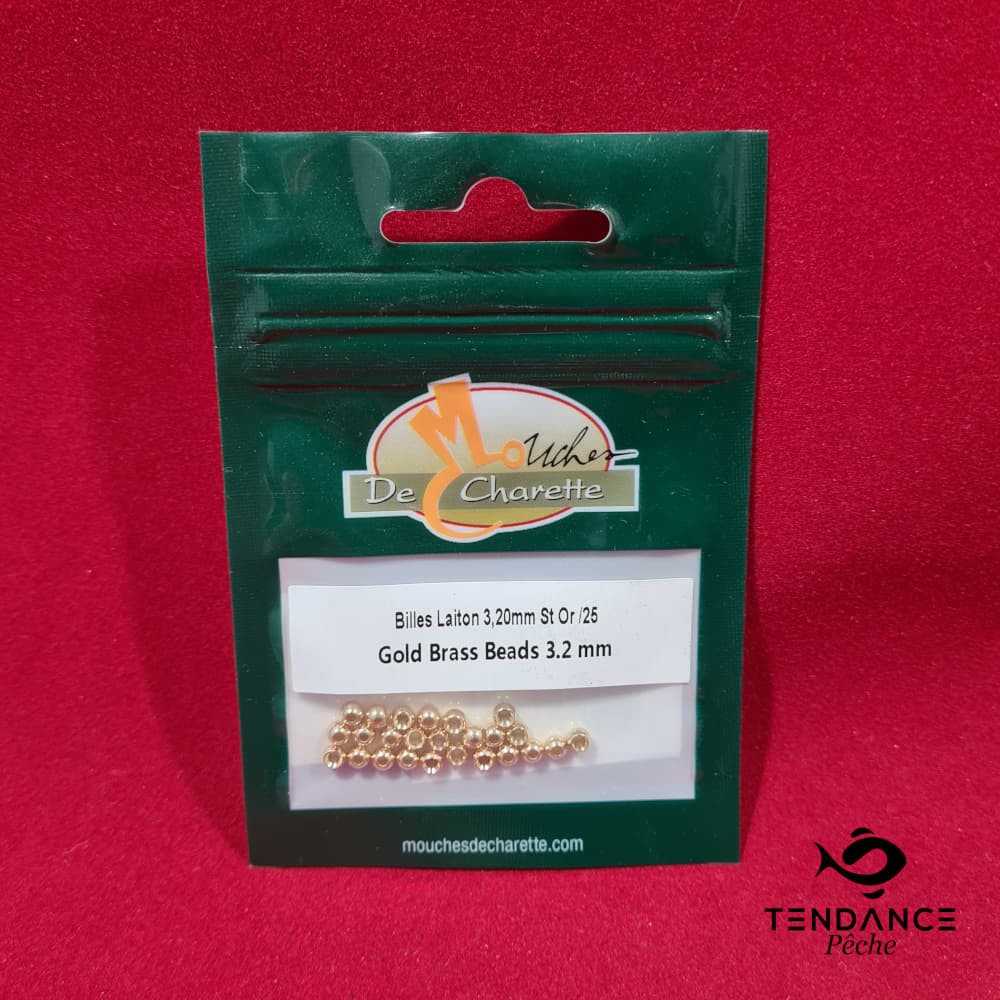 Mouches
De Charette
Billes Laiton 3,20mm St Or /25
Gold Brass Beads 3.2 mm
mouchesdecharette.com
TENDANCE
Pêche